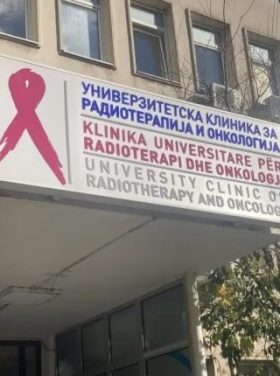 УНИВЕРЗИТЕТСКА КЛИНИКА ЗА
РАДИОТЕРАПИЈА И ОНКОЛОГИЈА
KLINIKA UNIVERSITARE PËR
RADIOTERAPI DHE ONKOLOGJI
UNIVERSITY CLINIC OF
RADIOTHERAPY AND ONCOLOGY